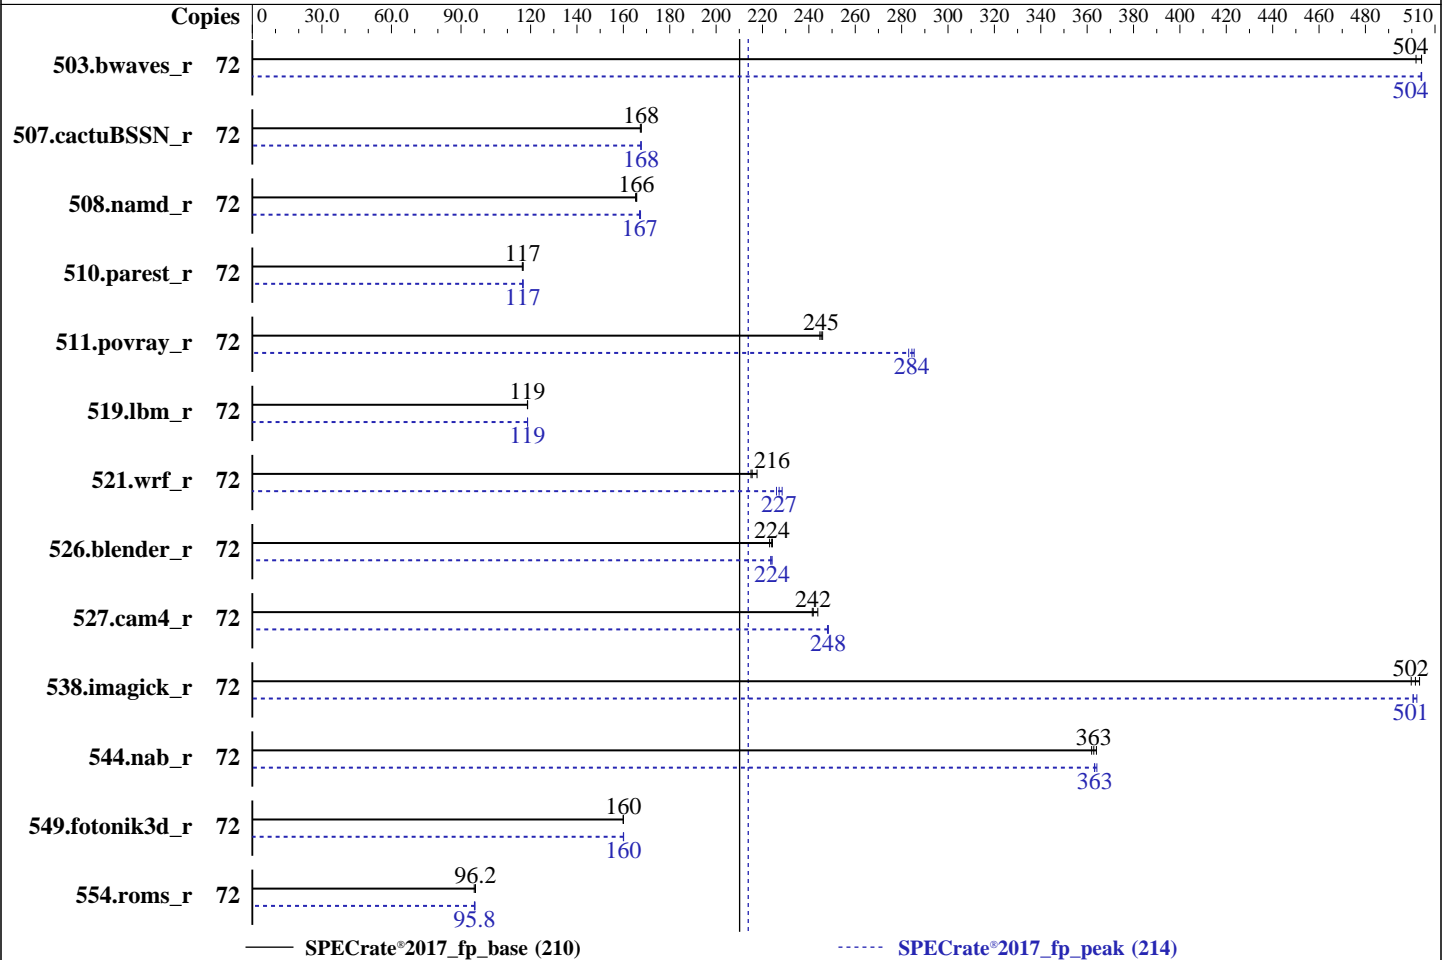 Copies 0 30.0 60.0 90.0 120 140 160 180 200 220 240 260 280 300 320 340 360 380 400 420 440 460 480 510
503.bwaves_r 72 504
504
507.cactuBSSN_r 72 168
168
508.namd_r 72 166
167
510.parest_r 72 117
117
511.povray_r 72 245
284
519.lbm_r 72 119
119
521.wrf_r 72 216
227
526.blender_r 72 224
224
527.cam4_r 72 242
248
538.imagick_r 72 502
501
544.nab_r 72 363
363
549.fotonik3d_r 72 160
160
554.roms_r 72 96.2
95.8
SPECrate®2017_fp_base (210) SPECrate®2017_fp_peak (214)